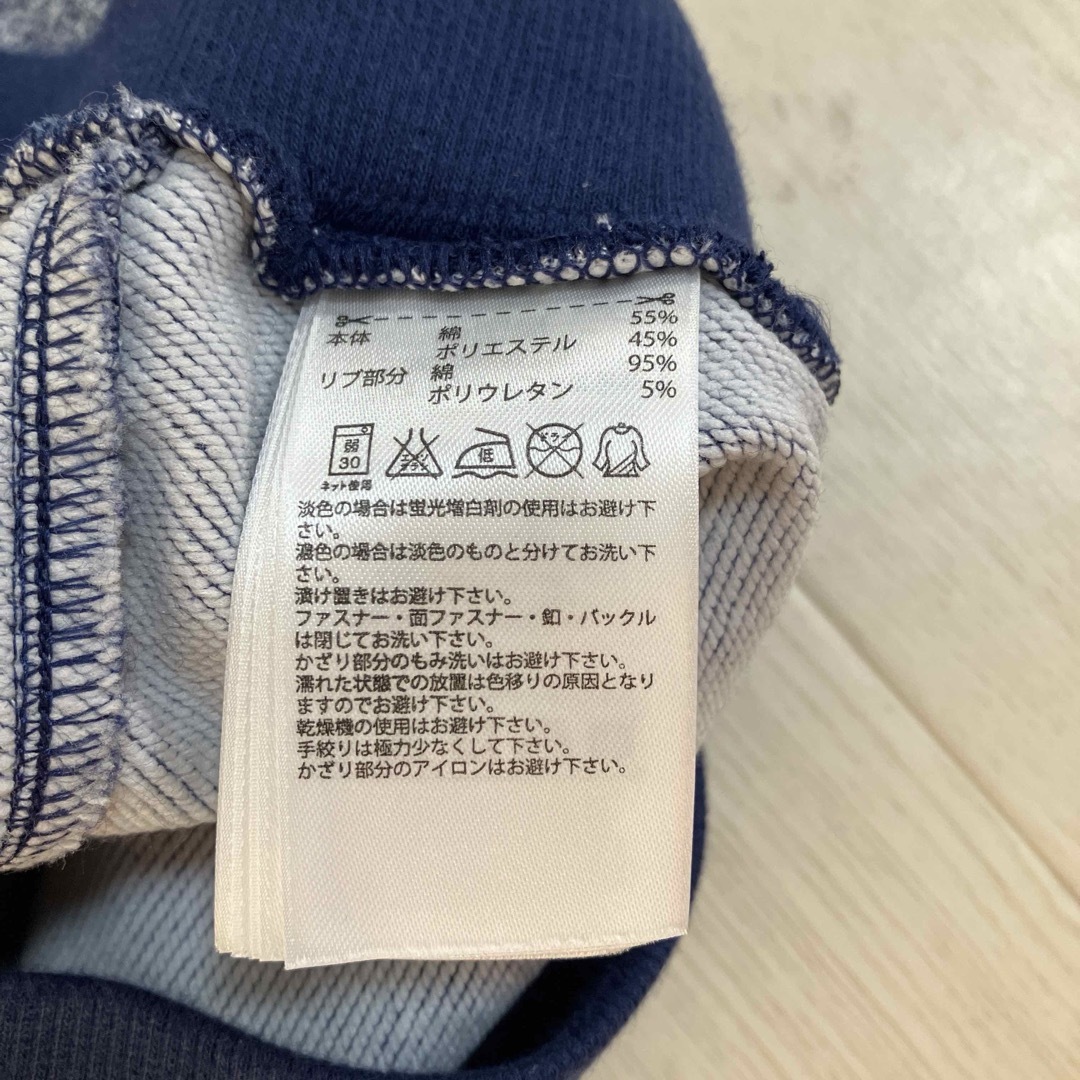 本体 綿 55%
ポリエステル 45%
リブ部分 綿 95%
ポリウレタン 5%
弱 30 低 ドライ
ネット使用
淡色の場合は蛍光増白剤の使用はお避け下
さい。
濃色の場合は淡色のものと分けてお洗い下
さい。
漬け置きはお避け下さい。
ファスナー・面ファスナー・釦・バックル
は閉じてお洗い下さい。
かざり部分のもみ洗いはお避け下さい。
濡れた状態での放置は色移りの原因となり
ますのでお避け下さい。
乾燥機の使用はお避け下さい。
手絞りは極力少なくして下さい。
かざり部分のアイロンはお避け下さい。